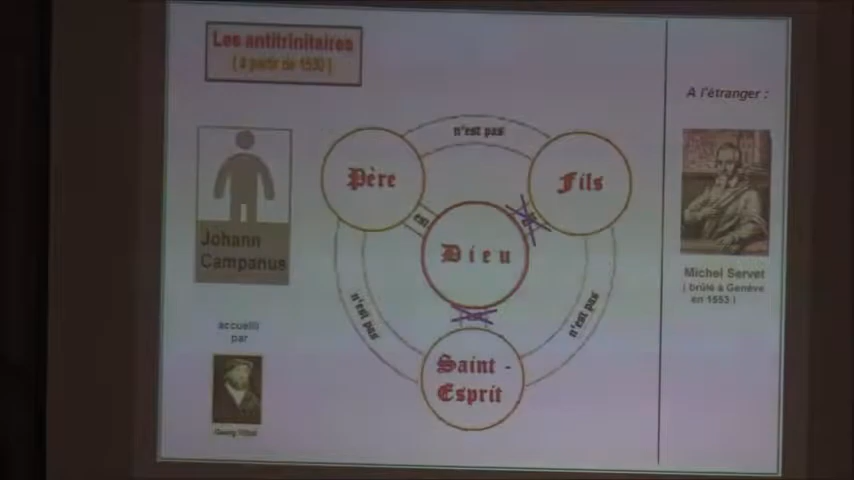 Les antitrinitaires
( à partir de 1530 )
Johann
Campanus
accueilli
par
Père
n'est pas
Fils
est
Dieu
n'est pas
n'est pas
Saint -
Esprit
A l'étranger :
Michel Servet
( brûlé à Genève
en 1553 )